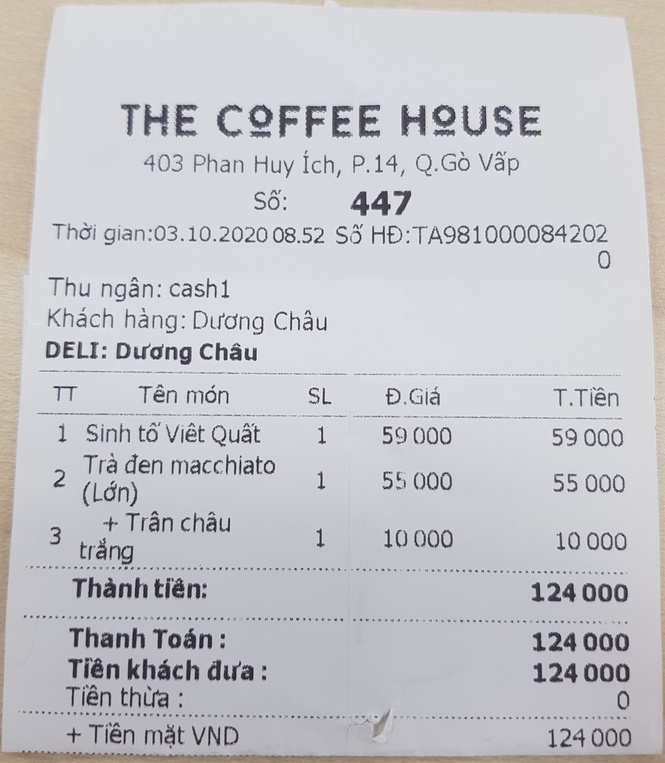 THE COFFEE HOUSE
403 Phan Huy Ích, P.14, Q.Gò Vấp
Số: 447
Thời gian:03.10.2020 08.52 Số HĐ:TA981000084202
0
Thu ngân: cash1
Khách hàng: Dương Châu
DELI: Dương Châu
TT Tên món SL Đ.Giá T.Tiền
1 Sinh tố Việt Quất 1 59 000 59 000
2 Trà đen macchiato (Lớn) 1 55 000 55 000
3 + Trân châu trắng 1 10 000 10 000
Thành tiền: 124 000
Thanh Toán : 124 000
Tiền khách đưa : 124 000
Tiền thừa : 0
+ Tiền mặt VND 124 000